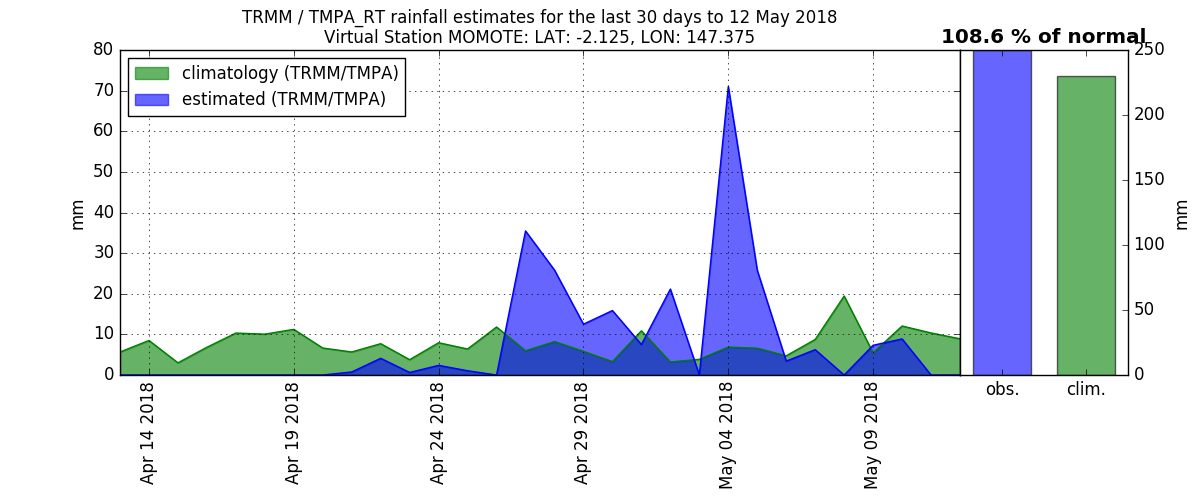 TRMM / TMPA_RT rainfall estimates for the last 30 days to 12 May 2018
Virtual Station MOMOTE: LAT: -2.125, LON: 147.375
108.6 % of normal
climatology (TRMM/TMPA)
estimated (TRMM/TMPA)
mm
80
70
60
50
40
30
20
10
0
Apr 14 2018
Apr 19 2018
Apr 24 2018
Apr 29 2018
May 04 2018
May 09 2018
250
200
150
100
50
0
mm
obs.
clim.